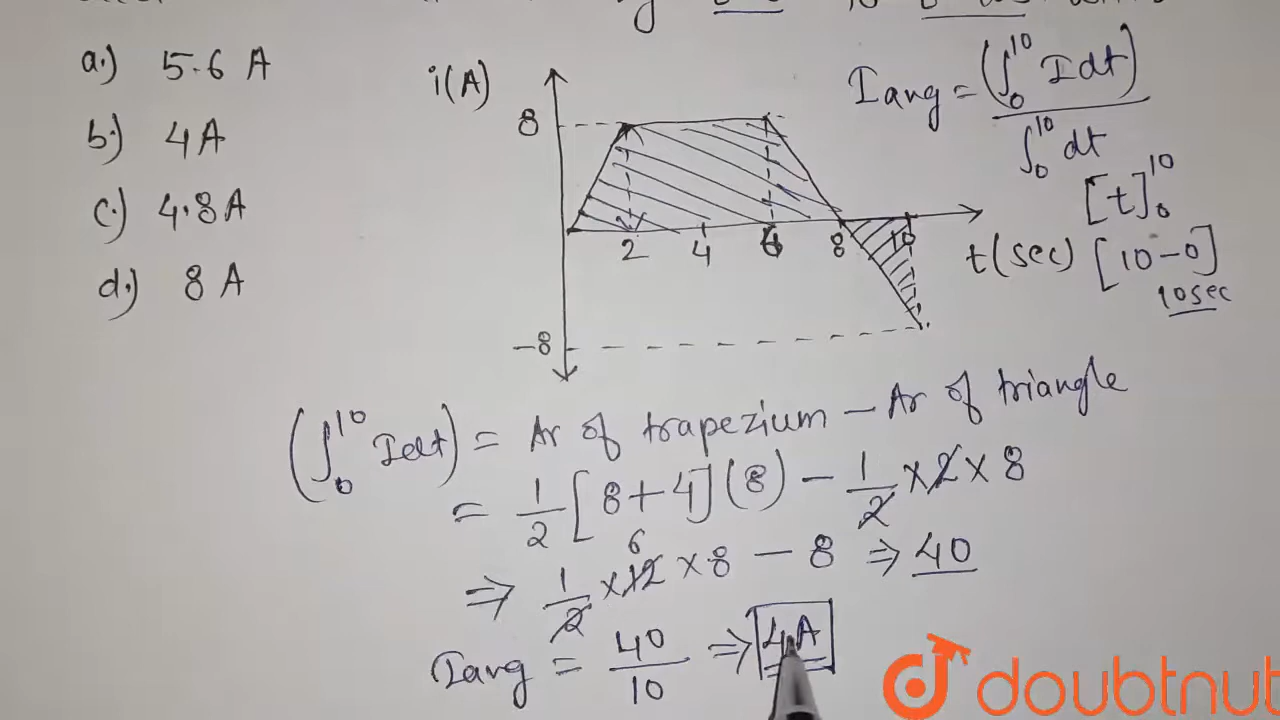 a.) 5.6 A
b.) 4A
c.) 4.8A
d.) 8 A
i(A)
8
2 4 6 8 10
t(sec)
-8
Iavg = (∫₀¹⁰ Idt) / ∫₀¹⁰ dt
[t]₀¹⁰
[10-0]
10sec
(∫₀¹⁰ Idt) = Ar of trapezium - Ar of triangle
= 1/2 [8+4](8) - 1/2 × 2 × 8
⇒ 1/2 × 12 × 8 - 8 ⇒ 40
6
Iavg = 40/10 ⇒ 4A
doubtnut